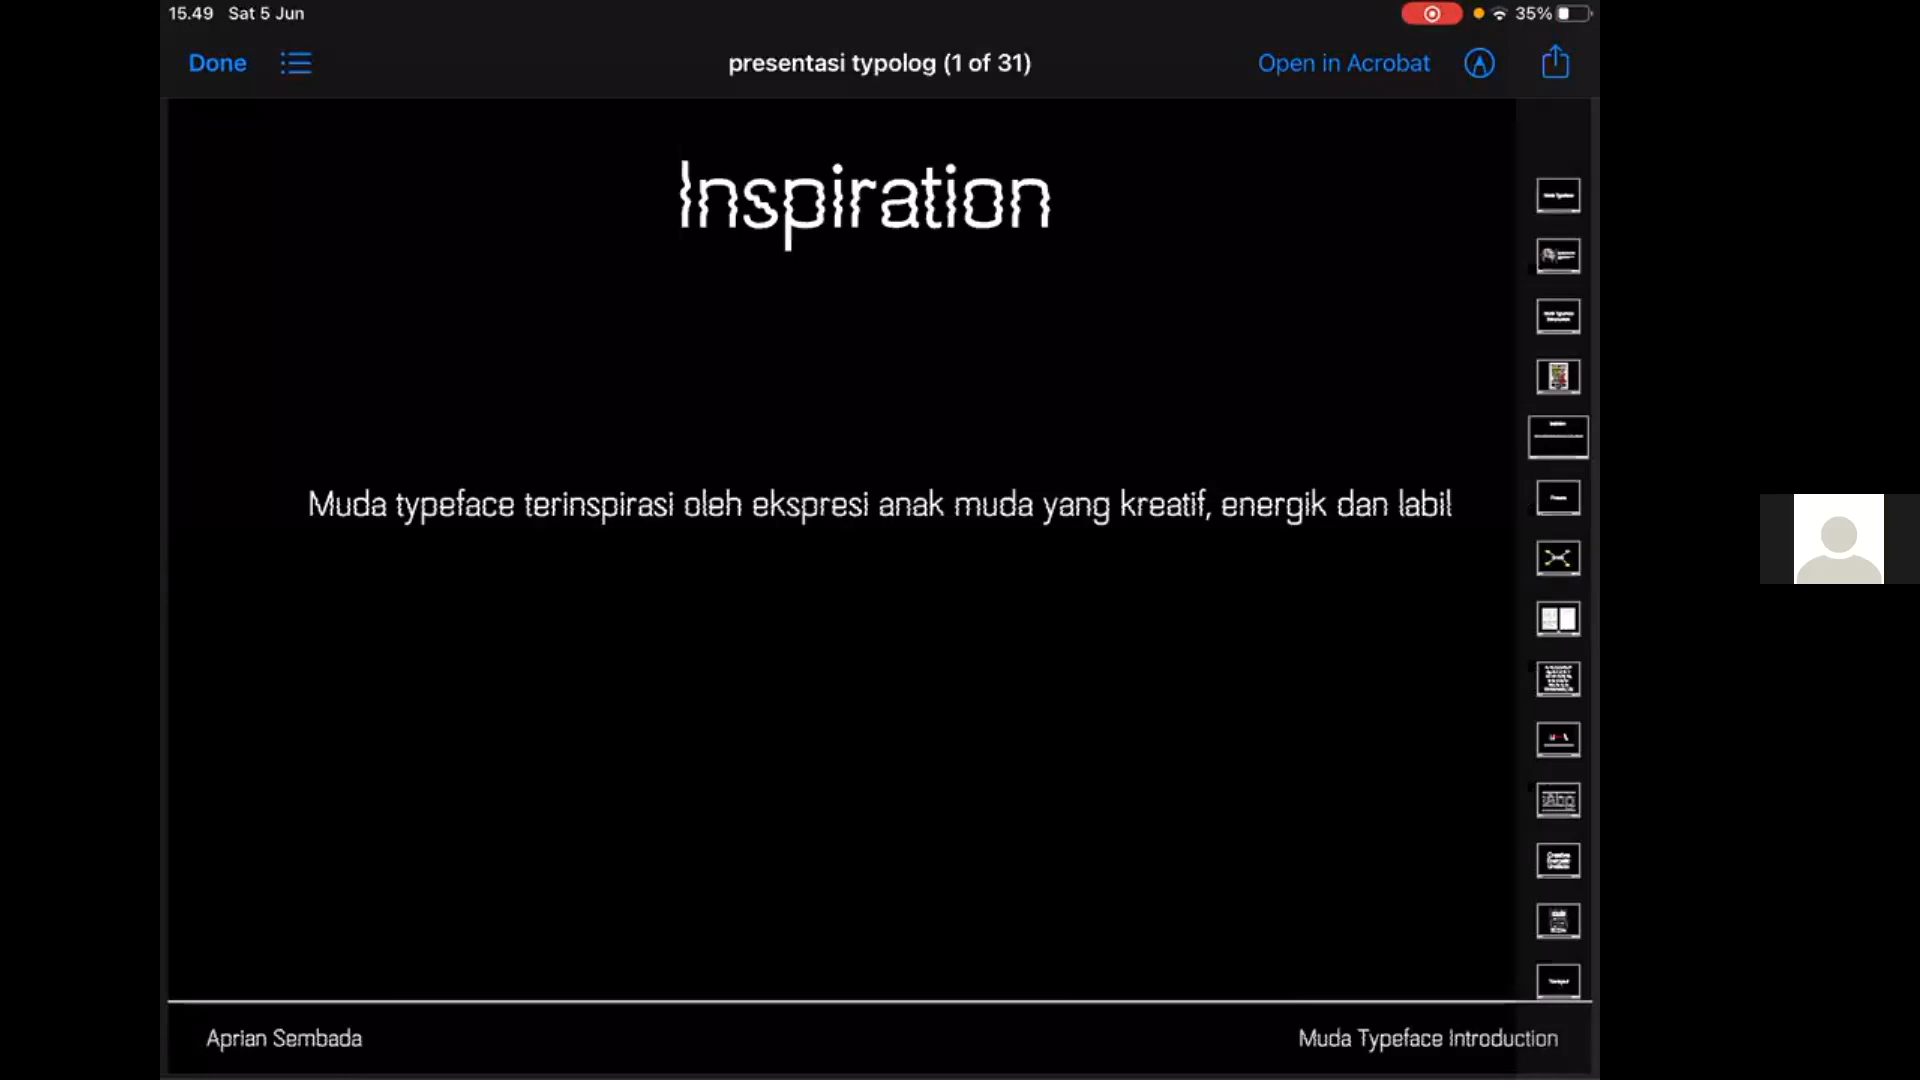 15.49 Sat 5 Jun
35%
Done
presentasi typolog (1 of 31)
Open in Acrobat
Inspiration
Muda typeface terinspirasi oleh ekspresi anak muda yang kreatif, energik dan labil
Aprian Sembada
Muda Typeface Introduction